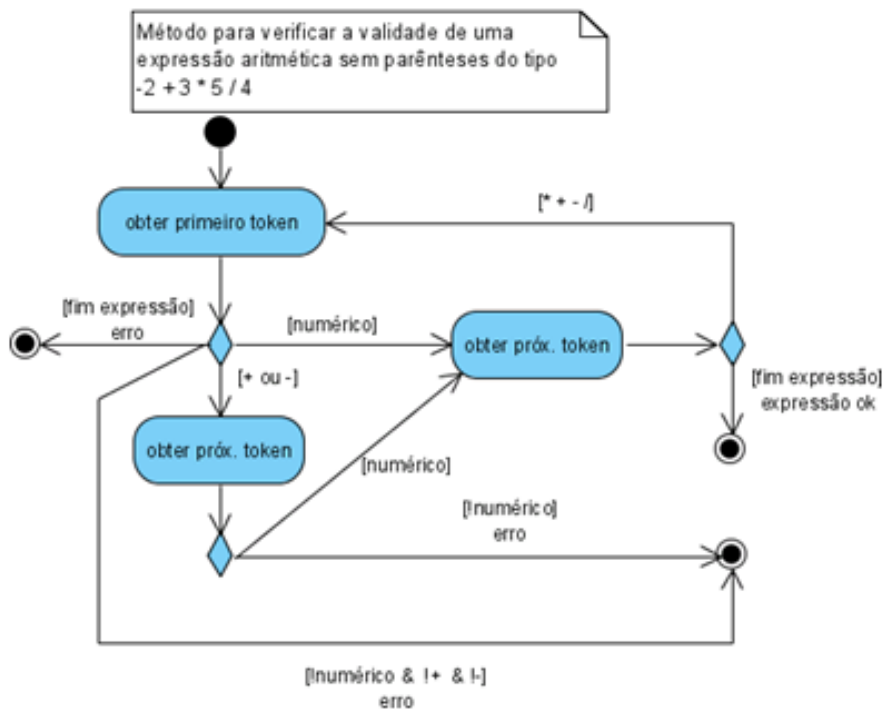 Método para verificar a validade de uma
expressão aritmética sem parênteses do tipo
-2 +3 * 5 / 4
[* + - /]
obter primeiro token
[fim expressão]
erro
[numérico]
obter próx. token
[+ ou -]
[fim expressão]
expressão ok
obter próx. token
[numérico]
[!numérico]
erro
[!numérico & !+ & !-]
erro